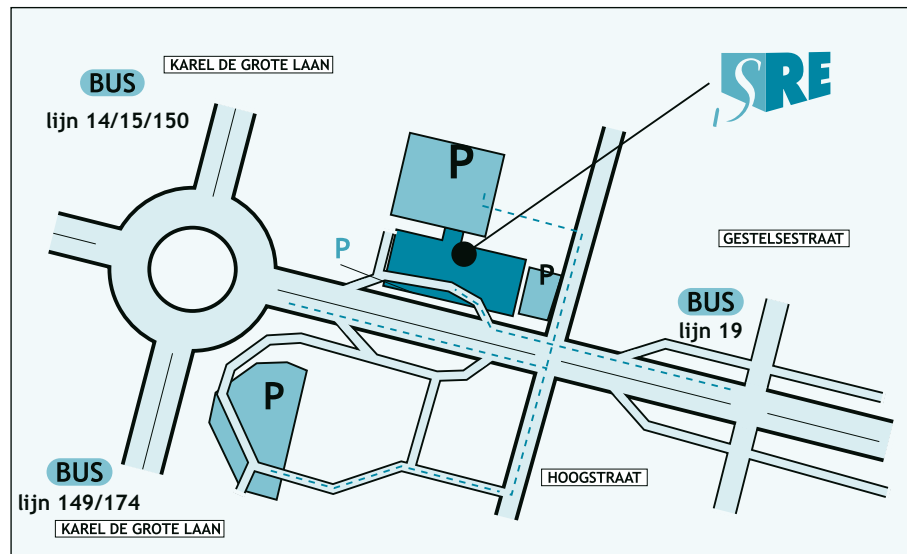 KAREL DE GROTE LAAN
BUS
lijn 14/15/150
SRE
P
P
P
GESTELSESTRAAT
BUS
lijn 19
P
BUS
lijn 149/174
HOOGSTRAAT
KAREL DE GROTE LAAN